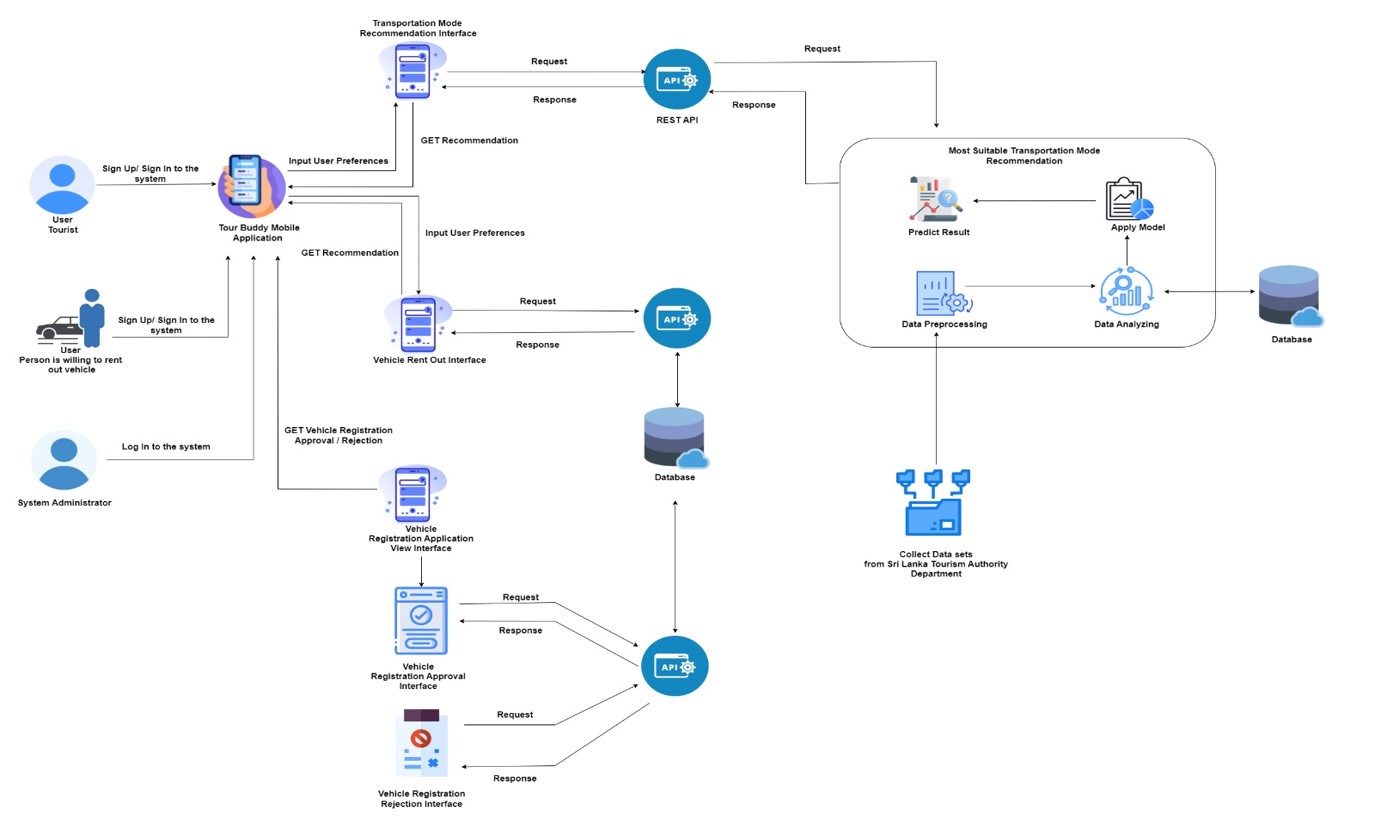 Transportation Mode
Recommendation Interface
Request
Response
API
REST API
Request
Response
GET Recommendation
Input User Preferences
Sign Up/ Sign In to the
system
User
Tourist
Tour Buddy Mobile
Application
Most Suitable Transportation Mode
Recommendation
Predict Result
Apply Model
Data Preprocessing
Data Analyzing
Database
Input User Preferences
GET Recommendation
Request
Response
API
Vehicle Rent Out Interface
Sign Up/ Sign In to the
system
User
Person is willing to rent
out vehicle
GET Vehicle Registration
Approval / Rejection
Log in to the system
System Administrator
Database
Vehicle
Registration Application
View Interface
Collect Data sets
from Sri Lanka Tourism Authority
Department
Request
Response
API
Vehicle
Registration Approval
Interface
Request
Response
Vehicle Registration
Rejection Interface